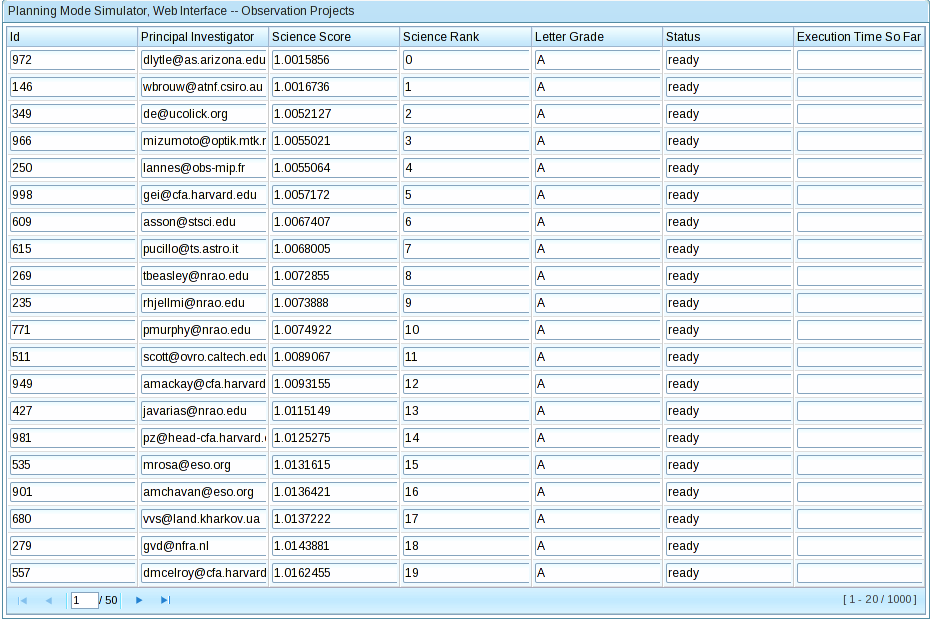 Planning Mode Simulator, Web Interface -- Observation Projects
Id Principal Investigator Science Score Science Rank Letter Grade Status Execution Time So Far
972 dlytle@as.arizona.edu 1.0015856 0 A ready
146 wbrouw@atnf.csiro.au 1.0016736 1 A ready
349 de@ucolick.org 1.0052127 2 A ready
966 mizumoto@optik.mtk.r 1.0055021 3 A ready
250 lannes@obs-mip.fr 1.0055064 4 A ready
998 gei@cfa.harvard.edu 1.0057172 5 A ready
609 asson@stsci.edu 1.0067407 6 A ready
615 pucillo@ts.astro.it 1.0068005 7 A ready
269 tbeasley@nrao.edu 1.0072855 8 A ready
235 rhjellmi@nrao.edu 1.0073888 9 A ready
771 pmurphy@nrao.edu 1.0074922 10 A ready
511 scott@ovro.caltech.edu 1.0089067 11 A ready
949 amackay@cfa.harvard 1.0093155 12 A ready
427 javarias@nrao.edu 1.0115149 13 A ready
981 pz@head-cfa.harvard. 1.0125275 14 A ready
535 mrosa@eso.org 1.0131615 15 A ready
901 amchavan@eso.org 1.0136421 16 A ready
680 vvs@land.kharkov.ua 1.0137222 17 A ready
279 gvd@nfra.nl 1.0143881 18 A ready
557 dmcelroy@cfa.harvard 1.0162455 19 A ready
1 / 50 [ 1 - 20 / 1000 ]